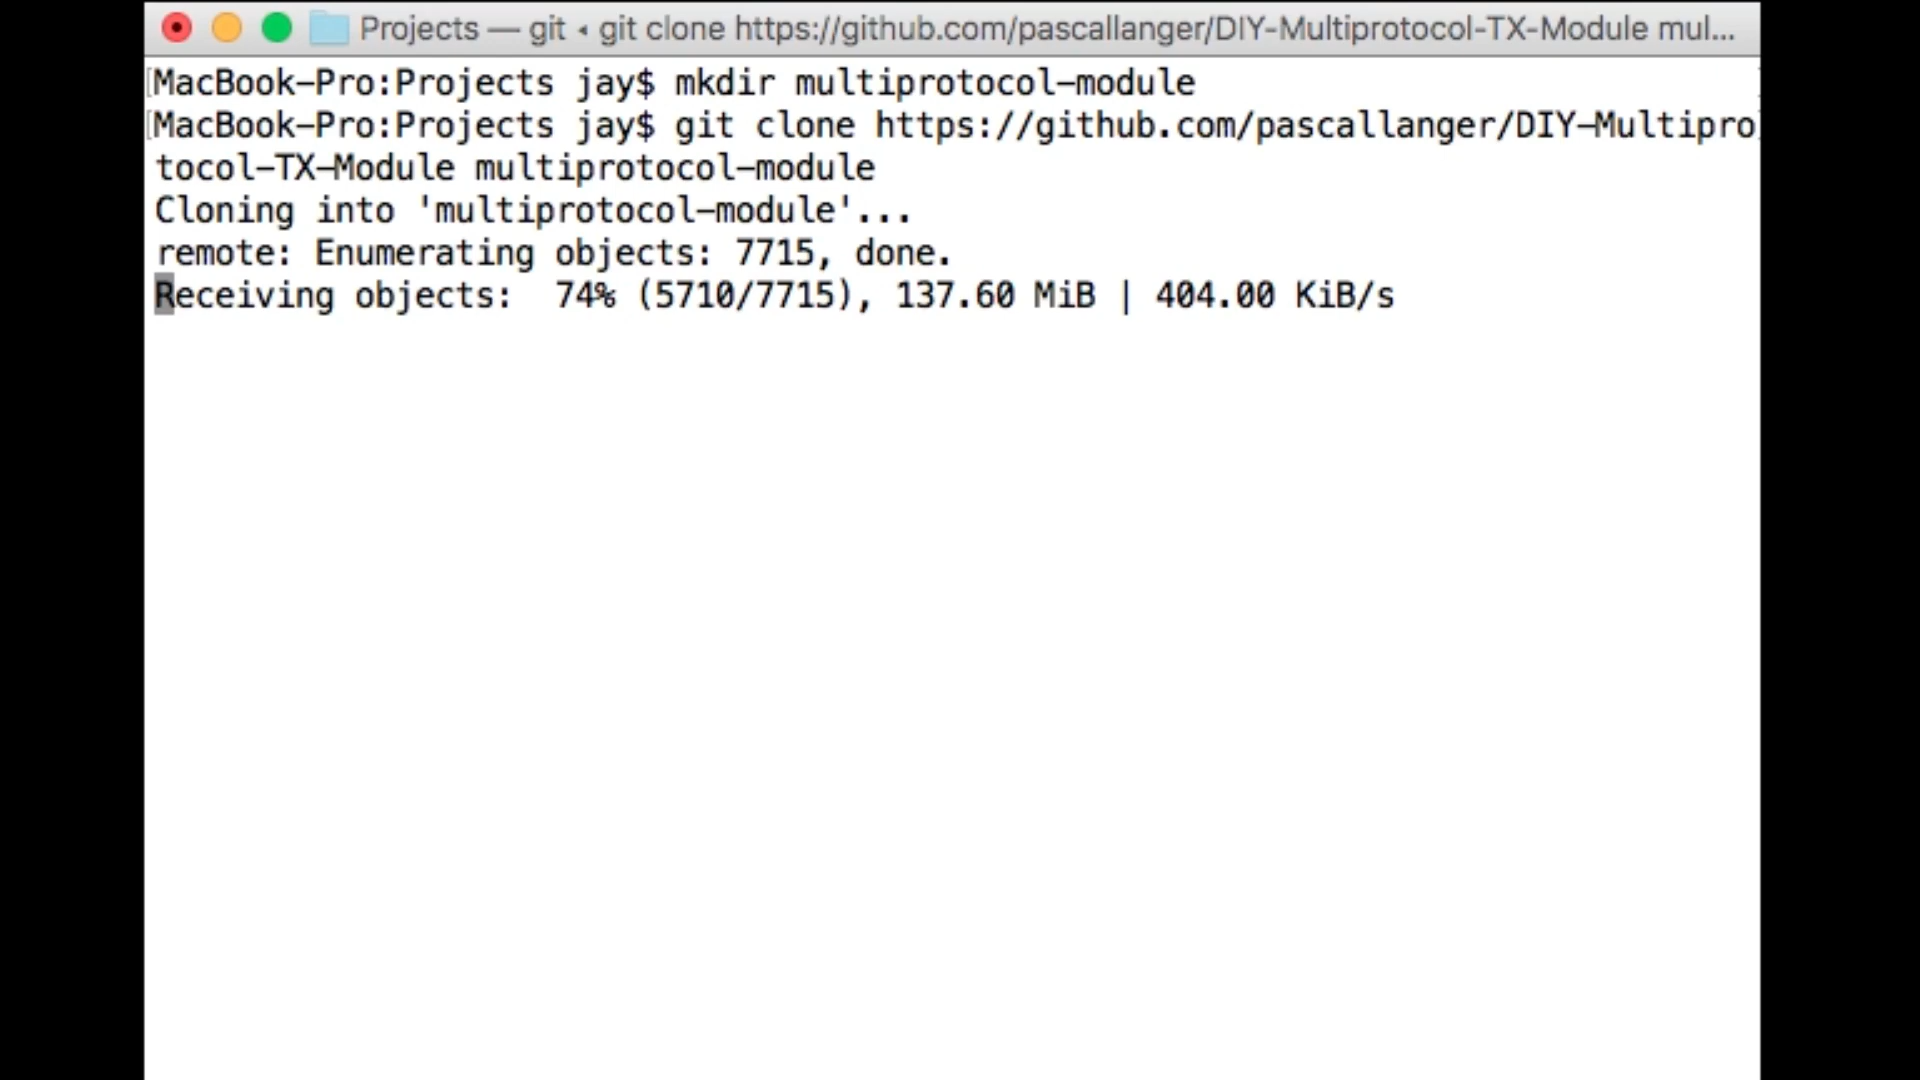 Projects — git ◂ git clone https://github.com/pascallanger/DIY-Multiprotocol-TX-Module mul...
[MacBook-Pro:Projects jay$ mkdir multiprotocol-module
[MacBook-Pro:Projects jay$ git clone https://github.com/pascallanger/DIY-Multipro
tocol-TX-Module multiprotocol-module
Cloning into 'multiprotocol-module'...
remote: Enumerating objects: 7715, done.
Receiving objects:  74% (5710/7715), 137.60 MiB | 404.00 KiB/s